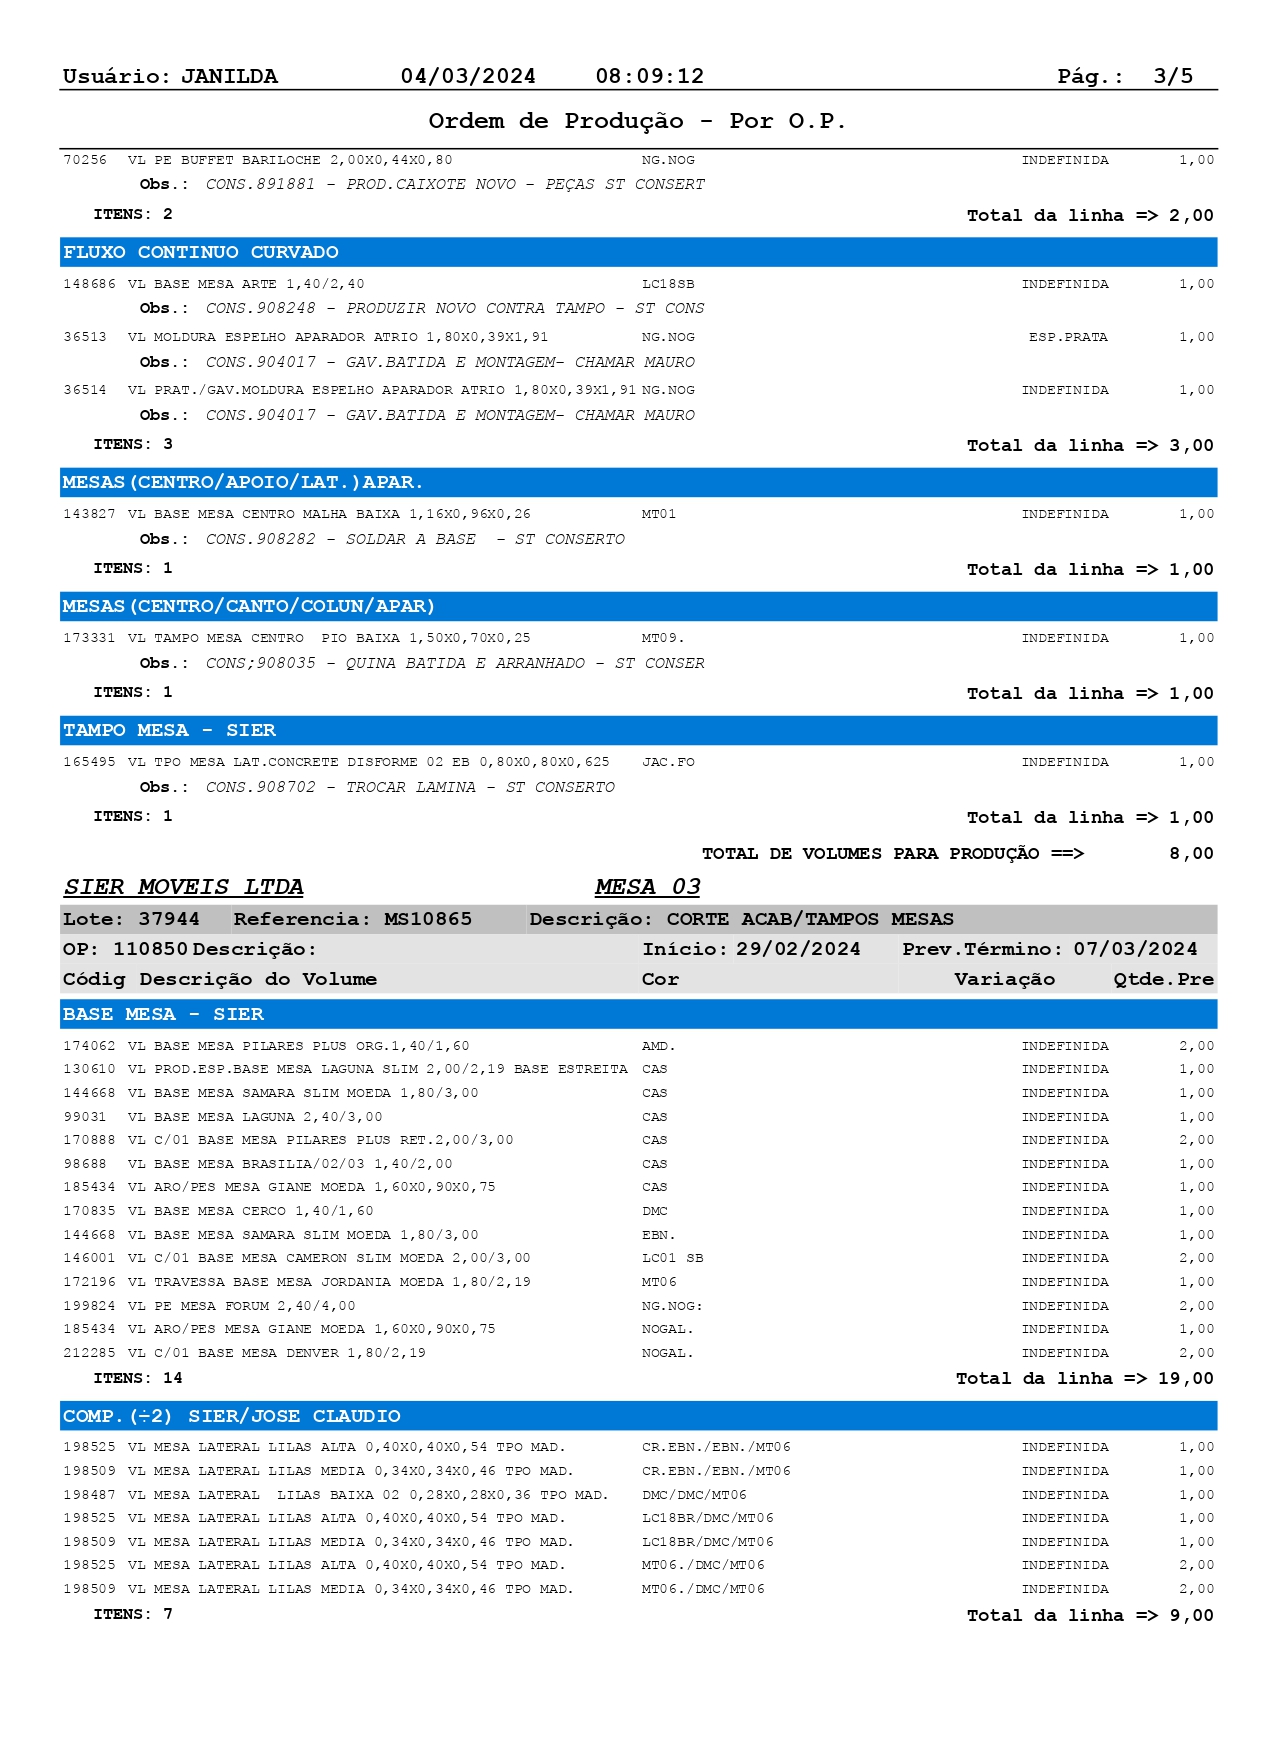 Usuário: JANILDA 04/03/2024 08:09:12 Pág.: 3/5
Ordem de Produção - Por O.P.
70256 VL PE BUFFET BARILOCHE 2,00X0,44X0,80 NG.NOG INDEFINIDA 1,00
Obs.: CONS.891881 - PROD.CAIXOTE NOVO - PEÇAS ST CONSERT
ITENS: 2 Total da linha => 2,00
FLUXO CONTINUO CURVADO
148686 VL BASE MESA ARTE 1,40/2,40 LC18SB INDEFINIDA 1,00
Obs.: CONS.908248 - PRODUZIR NOVO CONTRA TAMPO - ST CONS
36513 VL MOLDURA ESPELHO APARADOR ATRIO 1,80X0,39X1,91 NG.NOG ESP.PRATA 1,00
Obs.: CONS.904017 - GAV.BATIDA E MONTAGEM- CHAMAR MAURO
36514 VL PRAT./GAV.MOLDURA ESPELHO APARADOR ATRIO 1,80X0,39X1,91 NG.NOG INDEFINIDA 1,00
Obs.: CONS.904017 - GAV.BATIDA E MONTAGEM- CHAMAR MAURO
ITENS: 3 Total da linha => 3,00
MESAS(CENTRO/APOIO/LAT.)APAR.
143827 VL BASE MESA CENTRO MALHA BAIXA 1,16X0,96X0,26 MT01 INDEFINIDA 1,00
Obs.: CONS.908282 - SOLDAR A BASE  - ST CONSERTO
ITENS: 1 Total da linha => 1,00
MESAS(CENTRO/CANTO/COLUN/APAR)
173331 VL TAMPO MESA CENTRO  PIO BAIXA 1,50X0,70X0,25 MT09. INDEFINIDA 1,00
Obs.: CONS;908035 - QUINA BATIDA E ARRANHADO - ST CONSER
ITENS: 1 Total da linha => 1,00
TAMPO MESA - SIER
165495 VL TPO MESA LAT.CONCRETE DISFORME 02 EB 0,80X0,80X0,625 JAC.FO INDEFINIDA 1,00
Obs.: CONS.908702 - TROCAR LAMINA - ST CONSERTO
ITENS: 1 Total da linha => 1,00
TOTAL DE VOLUMES PARA PRODUÇÃO ==> 8,00
SIER MOVEIS LTDA MESA 03
Lote: 37944 Referencia: MS10865 Descrição: CORTE ACAB/TAMPOS MESAS
OP: 110850 Descrição: Início: 29/02/2024 Prev.Término: 07/03/2024
Códig Descrição do Volume Cor Variação Qtde.Pre
BASE MESA - SIER
174062 VL BASE MESA PILARES PLUS ORG.1,40/1,60 AMD. INDEFINIDA 2,00
130610 VL PROD.ESP.BASE MESA LAGUNA SLIM 2,00/2,19 BASE ESTREITA CAS INDEFINIDA 1,00
144668 VL BASE MESA SAMARA SLIM MOEDA 1,80/3,00 CAS INDEFINIDA 1,00
99031 VL BASE MESA LAGUNA 2,40/3,00 CAS INDEFINIDA 1,00
170888 VL C/01 BASE MESA PILARES PLUS RET.2,00/3,00 CAS INDEFINIDA 2,00
98688 VL BASE MESA BRASILIA/02/03 1,40/2,00 CAS INDEFINIDA 1,00
185434 VL ARO/PES MESA GIANE MOEDA 1,60X0,90X0,75 CAS INDEFINIDA 1,00
170835 VL BASE MESA CERCO 1,40/1,60 DMC INDEFINIDA 1,00
144668 VL BASE MESA SAMARA SLIM MOEDA 1,80/3,00 EBN. INDEFINIDA 1,00
146001 VL C/01 BASE MESA CAMERON SLIM MOEDA 2,00/3,00 LC01 SB INDEFINIDA 2,00
172196 VL TRAVESSA BASE MESA JORDANIA MOEDA 1,80/2,19 MT06 INDEFINIDA 1,00
199824 VL PE MESA FORUM 2,40/4,00 NG.NOG: INDEFINIDA 2,00
185434 VL ARO/PES MESA GIANE MOEDA 1,60X0,90X0,75 NOGAL. INDEFINIDA 1,00
212285 VL C/01 BASE MESA DENVER 1,80/2,19 NOGAL. INDEFINIDA 2,00
ITENS: 14 Total da linha => 19,00
COMP.(÷2) SIER/JOSE CLAUDIO
198525 VL MESA LATERAL LILAS ALTA 0,40X0,40X0,54 TPO MAD. CR.EBN./EBN./MT06 INDEFINIDA 1,00
198509 VL MESA LATERAL LILAS MEDIA 0,34X0,34X0,46 TPO MAD. CR.EBN./EBN./MT06 INDEFINIDA 1,00
198487 VL MESA LATERAL  LILAS BAIXA 02 0,28X0,28X0,36 TPO MAD. DMC/DMC/MT06 INDEFINIDA 1,00
198525 VL MESA LATERAL LILAS ALTA 0,40X0,40X0,54 TPO MAD. LC18BR/DMC/MT06 INDEFINIDA 1,00
198509 VL MESA LATERAL LILAS MEDIA 0,34X0,34X0,46 TPO MAD. LC18BR/DMC/MT06 INDEFINIDA 1,00
198525 VL MESA LATERAL LILAS ALTA 0,40X0,40X0,54 TPO MAD. MT06./DMC/MT06 INDEFINIDA 2,00
198509 VL MESA LATERAL LILAS MEDIA 0,34X0,34X0,46 TPO MAD. MT06./DMC/MT06 INDEFINIDA 2,00
ITENS: 7 Total da linha => 9,00